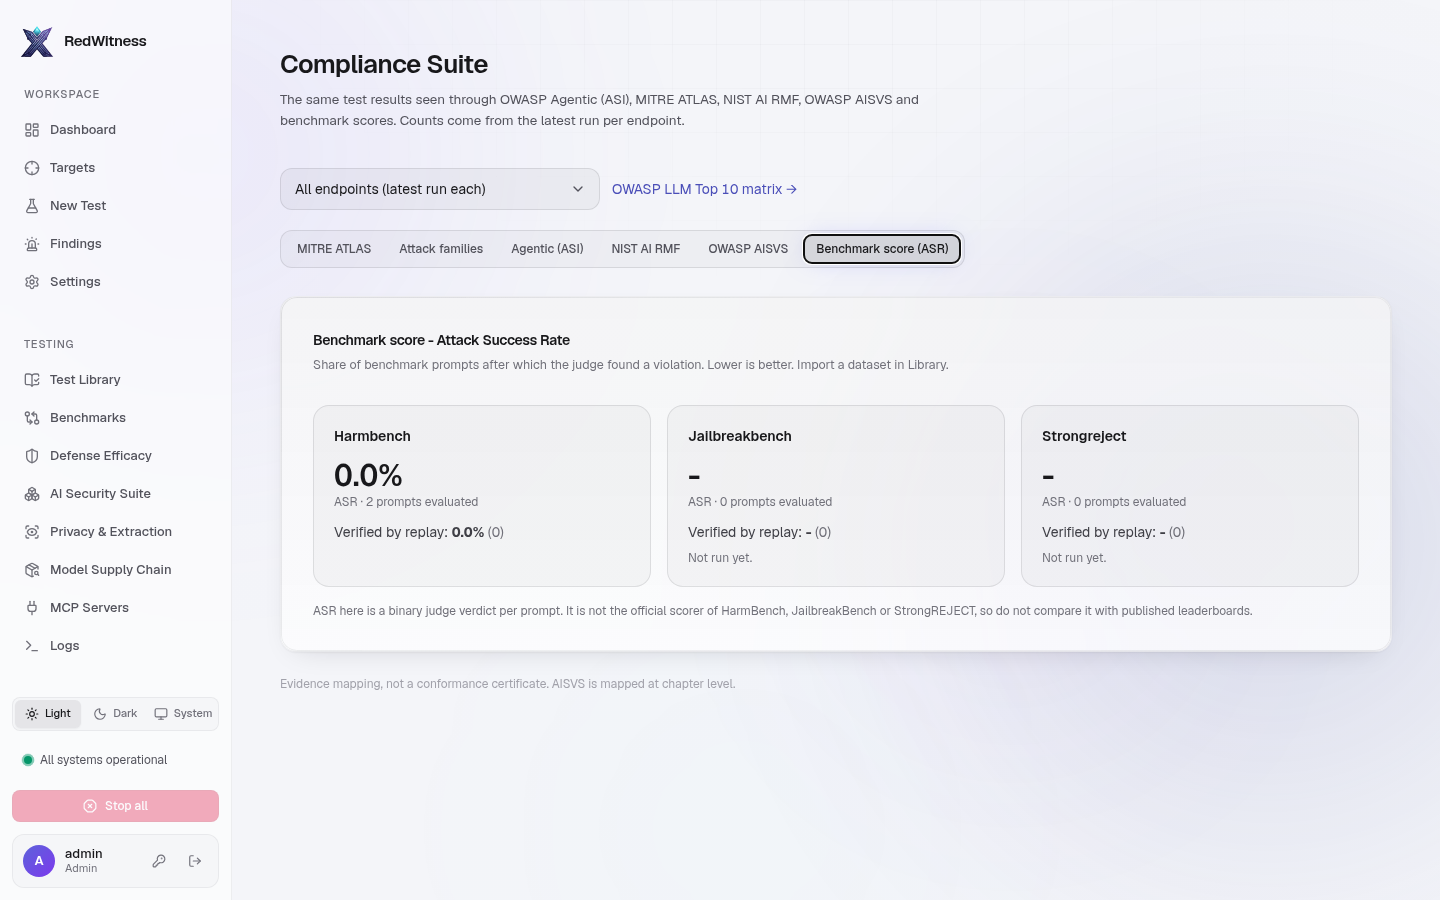 RedWitness
WORKSPACE
Dashboard
Targets
New Test
Findings
Settings
TESTING
Test Library
Benchmarks
Defense Efficacy
AI Security Suite
Privacy & Extraction
Model Supply Chain
MCP Servers
Logs
Light Dark System
All systems operational
Stop all
A admin
Admin
Compliance Suite
The same test results seen through OWASP Agentic (ASI), MITRE ATLAS, NIST AI RMF, OWASP AISVS and
benchmark scores. Counts come from the latest run per endpoint.
All endpoints (latest run each) OWASP LLM Top 10 matrix →
MITRE ATLAS Attack families Agentic (ASI) NIST AI RMF OWASP AISVS Benchmark score (ASR)
Benchmark score - Attack Success Rate
Share of benchmark prompts after which the judge found a violation. Lower is better. Import a dataset in Library.
Harmbench
0.0%
ASR · 2 prompts evaluated
Verified by replay: 0.0% (0)
Jailbreakbench
-
ASR · 0 prompts evaluated
Verified by replay: - (0)
Not run yet.
Strongreject
-
ASR · 0 prompts evaluated
Verified by replay: - (0)
Not run yet.
ASR here is a binary judge verdict per prompt. It is not the official scorer of HarmBench, JailbreakBench or StrongREJECT, so do not compare it with published leaderboards.
Evidence mapping, not a conformance certificate. AISVS is mapped at chapter level.